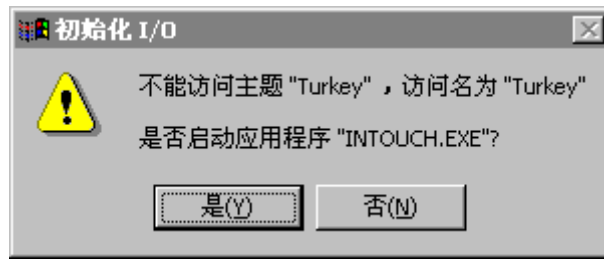 初始化 I/O
不能访问主题 "Turkey" ，访问名为 "Turkey"
是否启动应用程序 "INTOUCH.EXE"?
是(Y) 否(N)